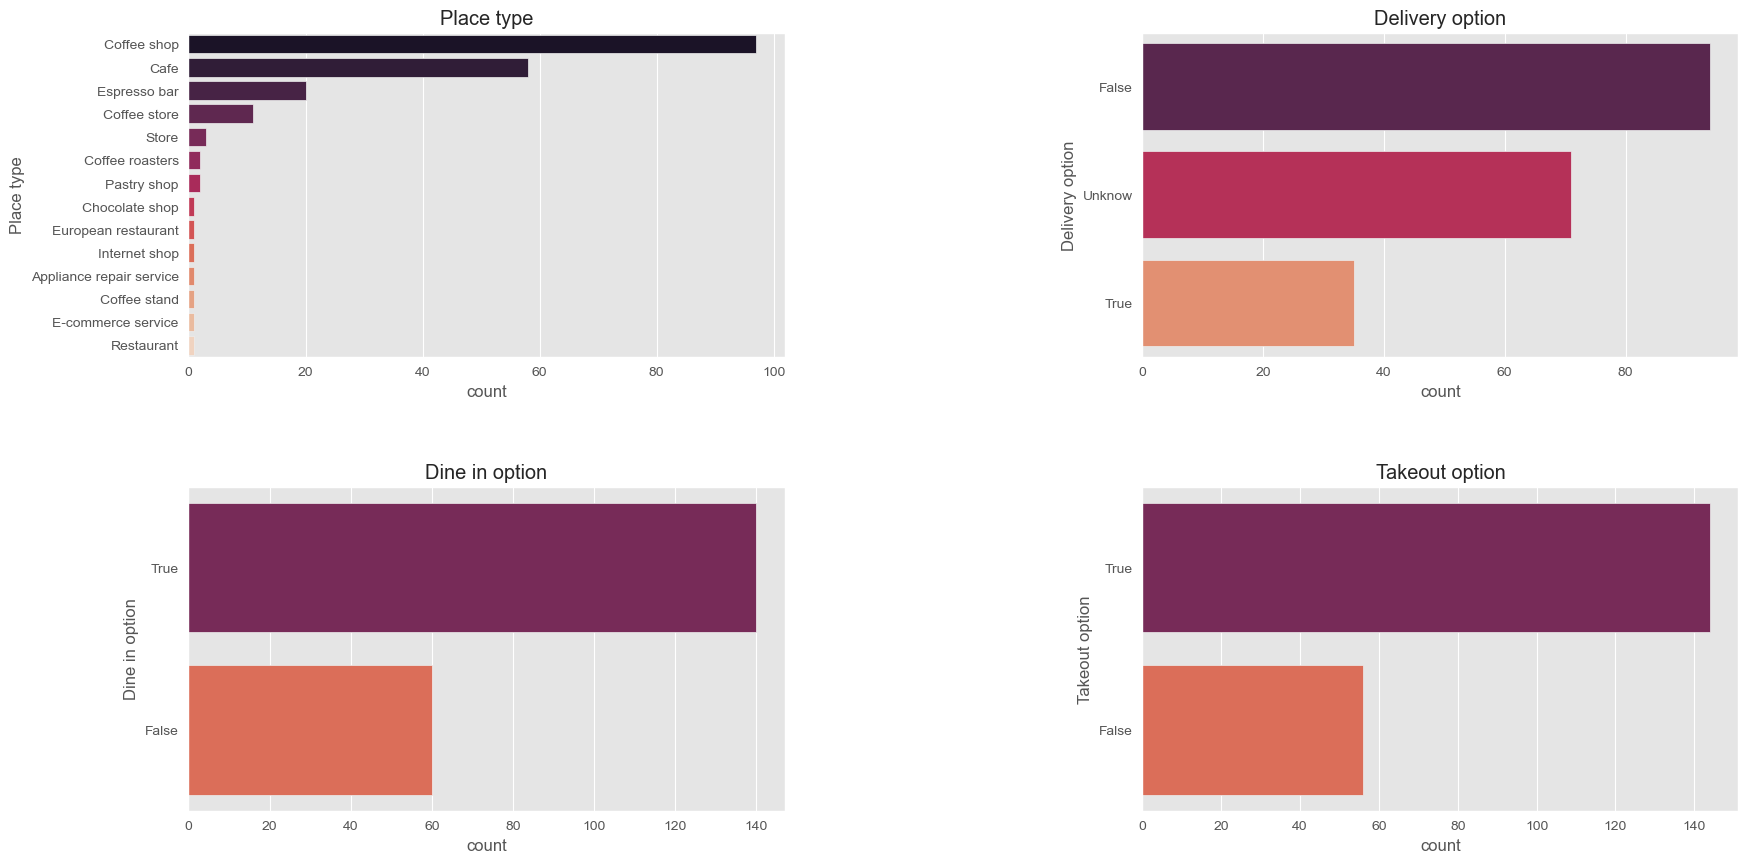 Place type
Place type
Coffee shop
Cafe
Espresso bar
Coffee store
Store
Coffee roasters
Pastry shop
Chocolate shop
European restaurant
Internet shop
Appliance repair service
Coffee stand
E-commerce service
Restaurant
0 20 40 60 80 100
count
Delivery option
Delivery option
False
Unknow
True
0 20 40 60 80
count
Dine in option
Dine in option
True
False
0 20 40 60 80 100 120 140
count
Takeout option
Takeout option
True
False
0 20 40 60 80 100 120 140
count